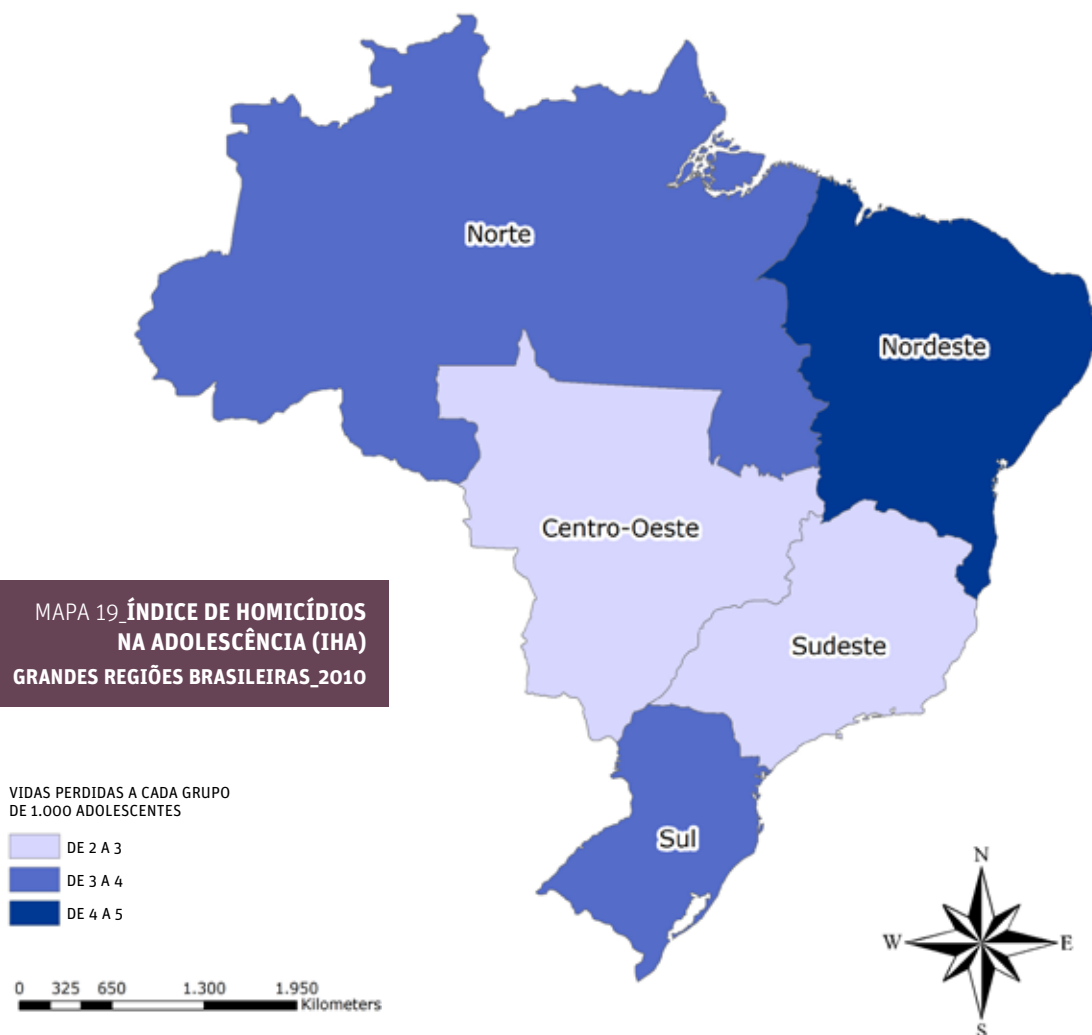 Norte
Nordeste
Centro-Oeste
Sudeste
Sul
MAPA 19_ÍNDICE DE HOMICÍDIOS
NA ADOLESCÊNCIA (IHA)
GRANDES REGIÕES BRASILEIRAS_2010
VIDAS PERDIDAS A CADA GRUPO
DE 1.000 ADOLESCENTES
DE 2 A 3
DE 3 A 4
DE 4 A 5
0 325 650 1.300 1.950
Kilometers
N
W E
S